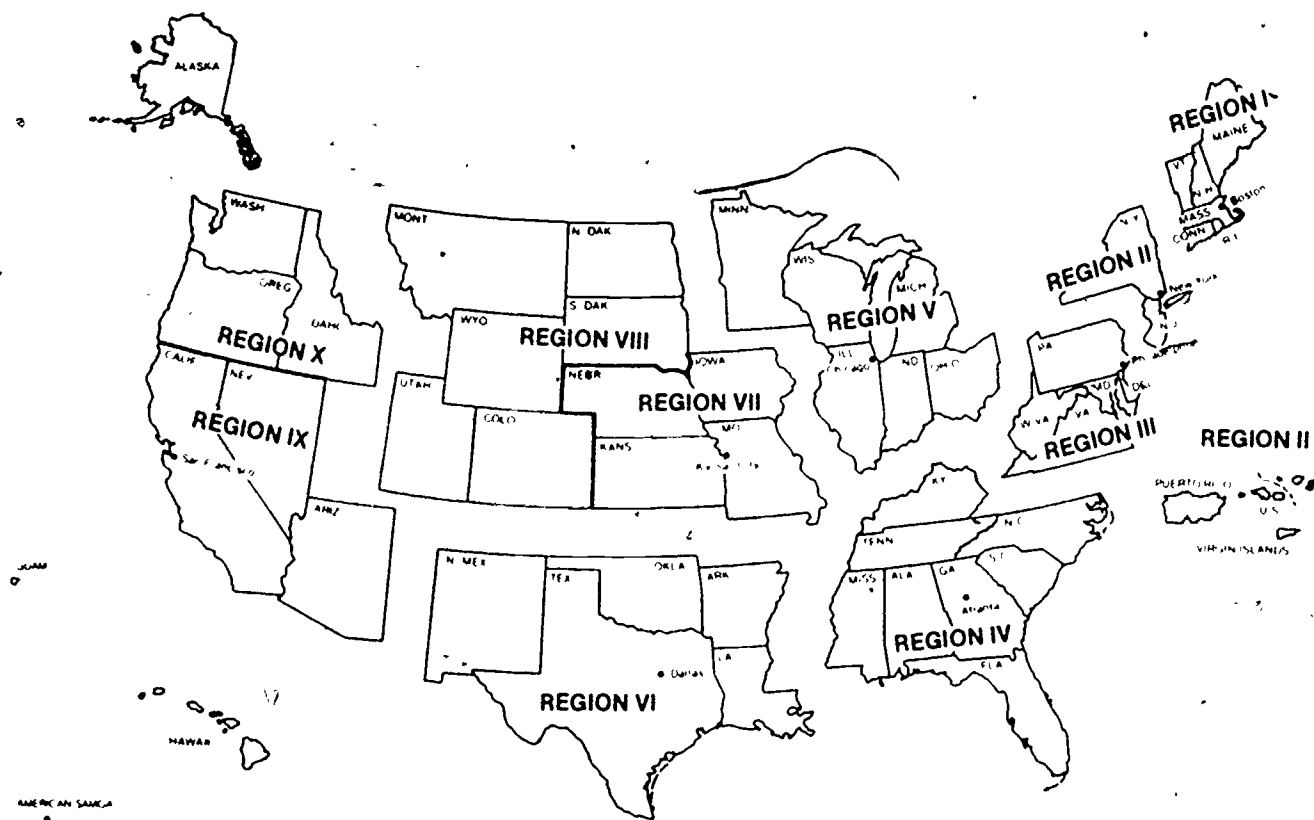 ALASKA
REGION I
MAINE
VT
N.H
Boston
MASS
CONN
R.I.
WASH
MONT
N. DAK
MINN
N.Y.
OREG
WIS
MICH
REGION II
New York
N.J.
S. DAK
WYO
REGION VIII
REGION V
REGION X
CALIF
NEV
UTAH
NEBR
IOWA
ILL
Chicago
IND
OHIO
PA
MD
DEL
REGION VII
REGION IX
COLO
W.VA
VA
REGION III
REGION II
San Francisco
KANS
MO
KY
PUERTO RICO
U.S.
VIRGIN ISLANDS
ARIZ
TENN
N.C.
GUAM
N. MEX
TEX
OKLA
ARK
MISS
ALA
GA
S.C.
Atlanta
REGION IV
LA
Dallas
FLA
REGION VI
HAWAII
AMERICAN SAMOA